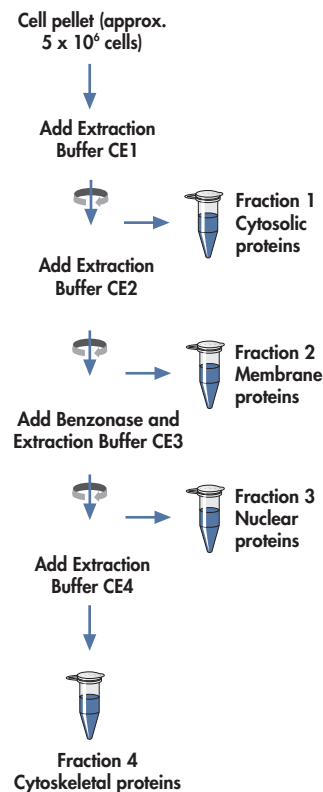 Cell pellet (approx.
5 x 10⁶ cells)
Add Extraction
Buffer CE1
Fraction 1
Cytosolic
proteins
Add Extraction
Buffer CE2
Fraction 2
Membrane
proteins
Add Benzonase and
Extraction Buffer CE3
Fraction 3
Nuclear
proteins
Add Extraction
Buffer CE4
Fraction 4
Cytoskeletal proteins